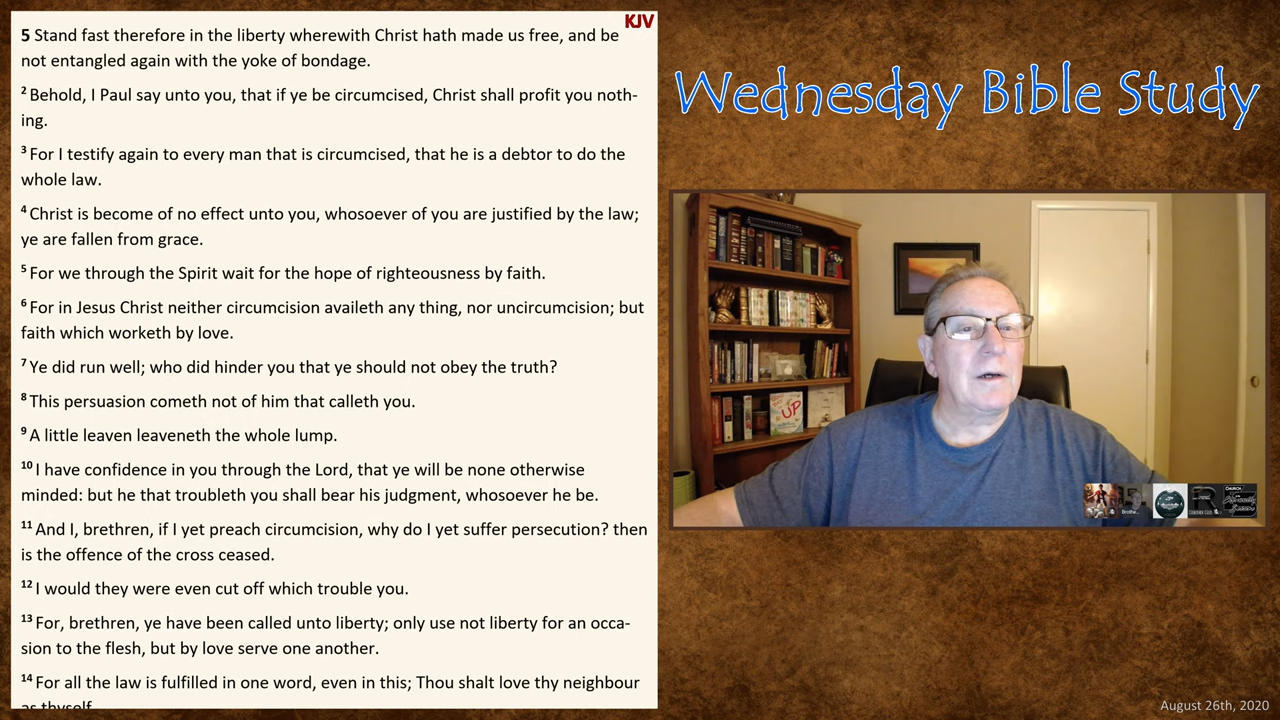 KJV
5 Stand fast therefore in the liberty wherewith Christ hath made us free, and be
not entangled again with the yoke of bondage.
2 Behold, I Paul say unto you, that if ye be circumcised, Christ shall profit you noth-
ing.
3 For I testify again to every man that is circumcised, that he is a debtor to do the
whole law.
4 Christ is become of no effect unto you, whosoever of you are justified by the law;
ye are fallen from grace.
5 For we through the Spirit wait for the hope of righteousness by faith.
6 For in Jesus Christ neither circumcision availeth any thing, nor uncircumcision; but
faith which worketh by love.
7 Ye did run well; who did hinder you that ye should not obey the truth?
8 This persuasion cometh not of him that calleth you.
9 A little leaven leaveneth the whole lump.
10 I have confidence in you through the Lord, that ye will be none otherwise
minded: but he that troubleth you shall bear his judgment, whosoever he be.
11 And I, brethren, if I yet preach circumcision, why do I yet suffer persecution? then
is the offence of the cross ceased.
12 I would they were even cut off which trouble you.
13 For, brethren, ye have been called unto liberty; only use not liberty for an occa-
sion to the flesh, but by love serve one another.
14 For all the law is fulfilled in one word, even in this; Thou shalt love thy neighbour
as thyself
Wednesday Bible Study
UP
Brothe...
CHURCH
August 26th, 2020